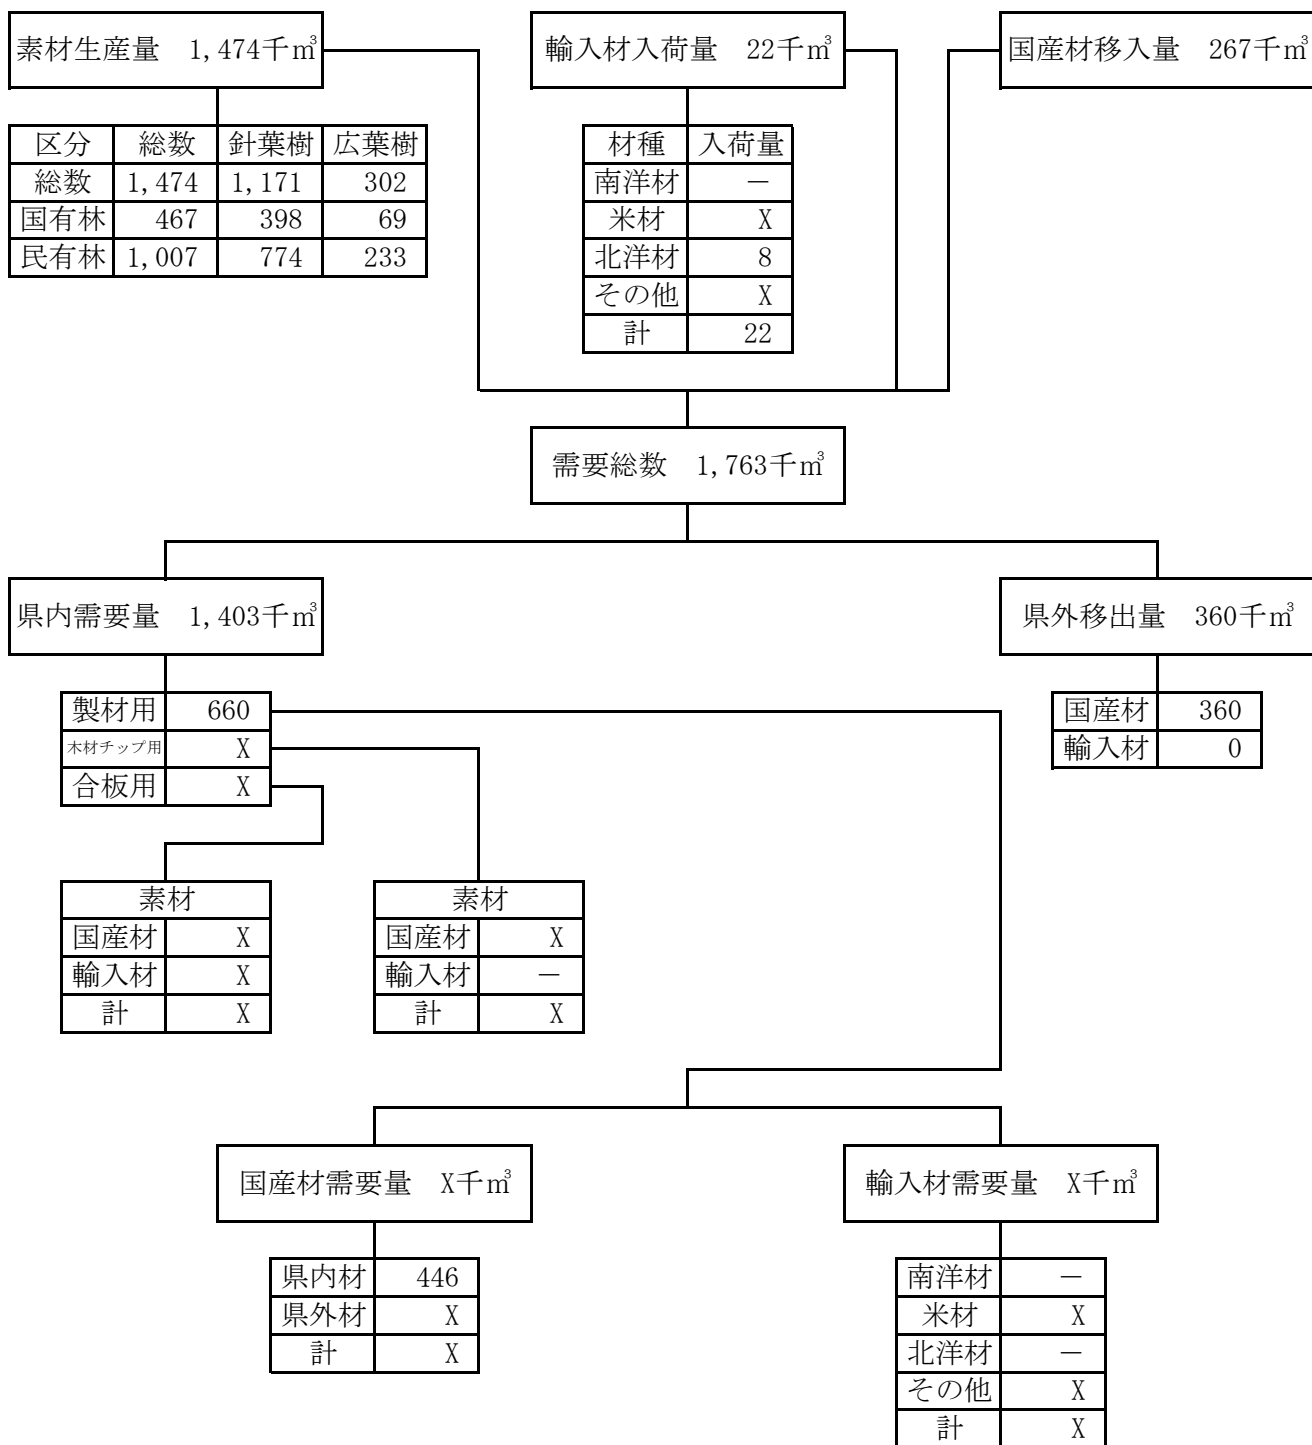 素材生産量　1,474千㎥
輸入材入荷量　22千㎥
国産材移入量　267千㎥
区分 総数 針葉樹 広葉樹
総数 1,474 1,171 302
国有林 467 398 69
民有林 1,007 774 233
材種 入荷量
南洋材 －
米材 X
北洋材 8
その他 X
計 22
需要総数　1,763千㎥
県内需要量　1,403千㎥
県外移出量　360千㎥
製材用 660
木材チップ用 X
合板用 X
国産材 360
輸入材 0
素材
国産材 X
輸入材 X
計 X
素材
国産材 X
輸入材 －
計 X
国産材需要量　X千㎥
輸入材需要量　X千㎥
県内材 446
県外材 X
計 X
南洋材 －
米材 X
北洋材 －
その他 X
計 X